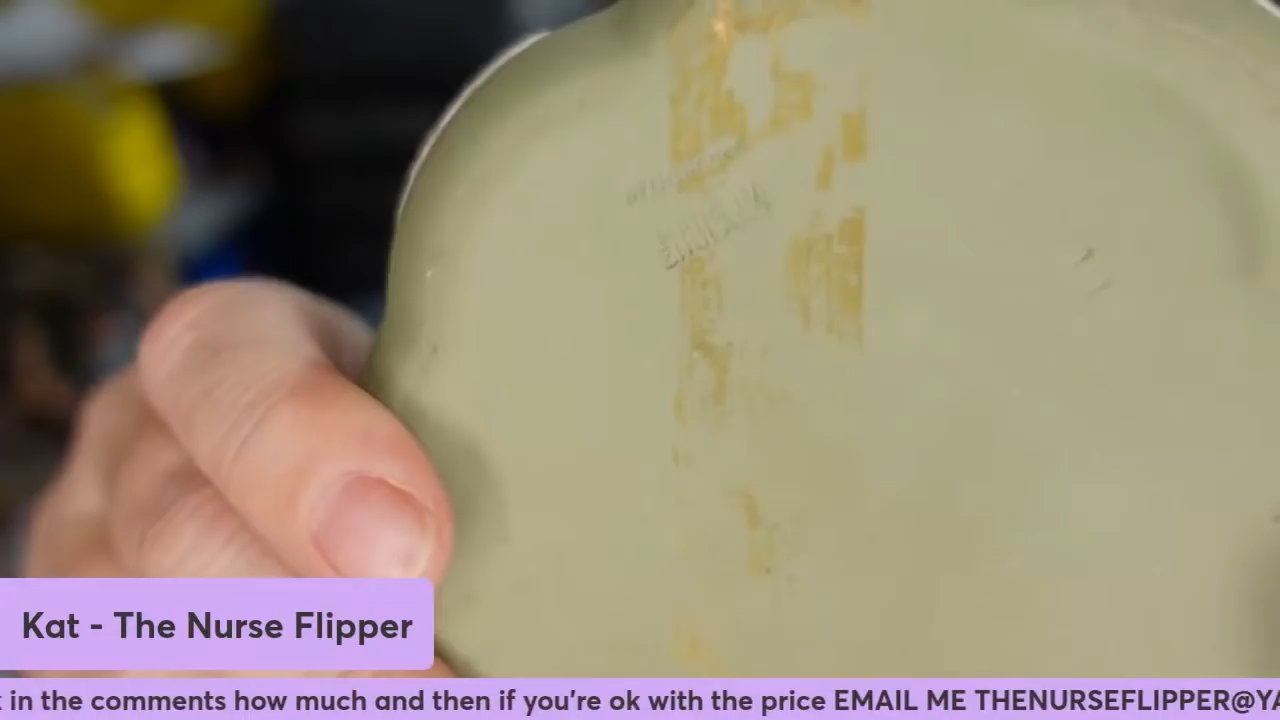 Kat - The Nurse Flipper
in the comments how much and then if you're ok with the price EMAIL ME THENURSEFLIPPER@YA